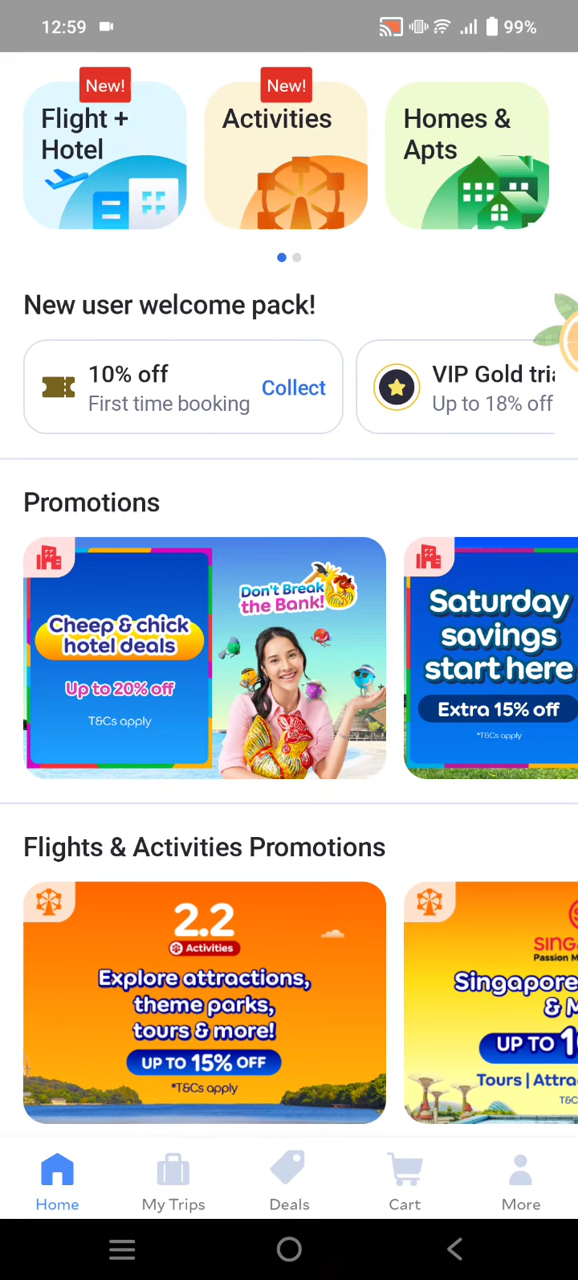 12:59
99%
New!
Flight +
Hotel
New!
Activities
Homes &
Apts
New user welcome pack!
10% off
First time booking
Collect
VIP Gold
Up to 18% off
Promotions
Cheep & chick
hotel deals
Up to 20% off
T&Cs apply
Don't Break
the Bank!
Saturday
savings
start here
Extra 15% off
*T&Cs apply
Flights & Activities Promotions
2.2
Activities
Explore attractions,
theme parks,
tours & more!
UP TO 15% OFF
*T&Cs apply
Passion
Singapore
&
UP TO
Tours |
Home
My Trips
Deals
Cart
More